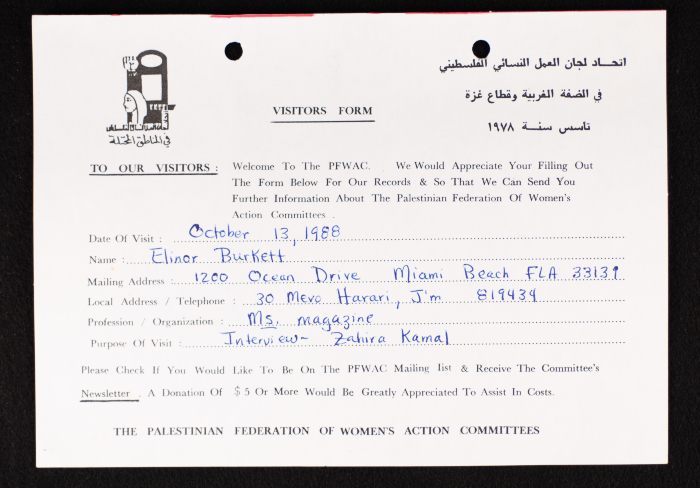 اتحـــاد لجان العمل النسائي الفلسطيني
في الضفة الغربية وقطاع غزة
تأسس سنــة ١٩٧٨
في المناطق المحتلة
VISITORS FORM
TO OUR VISITORS : Welcome To The PFWAC. We Would Appreciate Your Filling Out
The Form Below For Our Records & So That We Can Send You
Further Information About The Palestinian Federation Of Women's
Action Committees .
Date Of Visit : October 13, 1988
Name : Elinor Burkett
Mailing Address : 1200 Ocean Drive Miami Beach FLA 33139
Local Address / Telephone : 30 Mevo Harari, J'm 819434
Profession / Organization : Ms. magazine
Purpose Of Visit : Interview- Zahira Kamal
Please Check If You Would Like To Be On The PFWAC Mailing list & Receive The Committee's
Newsletter . A Donation Of $ 5 Or More Would Be Greatly Appreciated To Assist In Costs.
THE PALESTINIAN FEDERATION OF WOMEN'S ACTION COMMITTEES